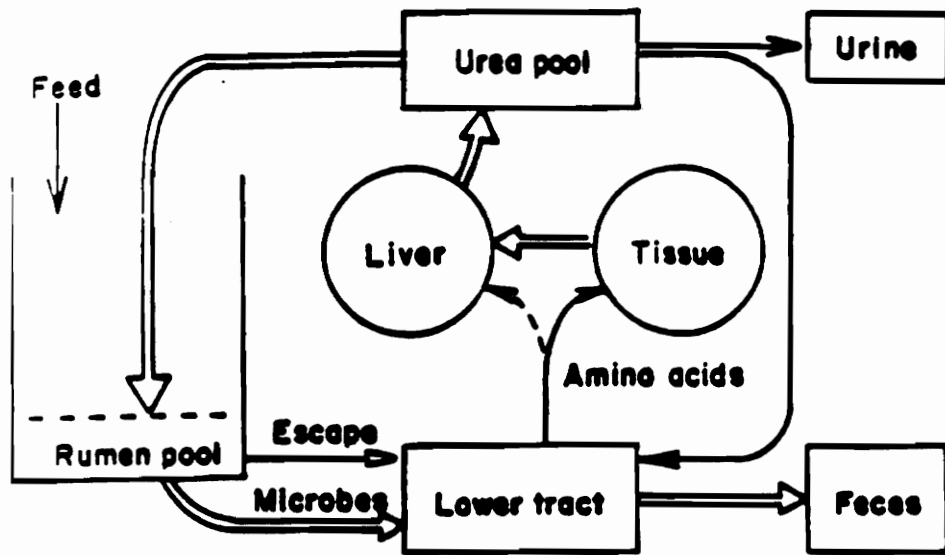 Feed
Urea pool
Urine
Liver
Tissue
Amino acids
Escape
Rumen pool
Microbes
Lower tract
Feces